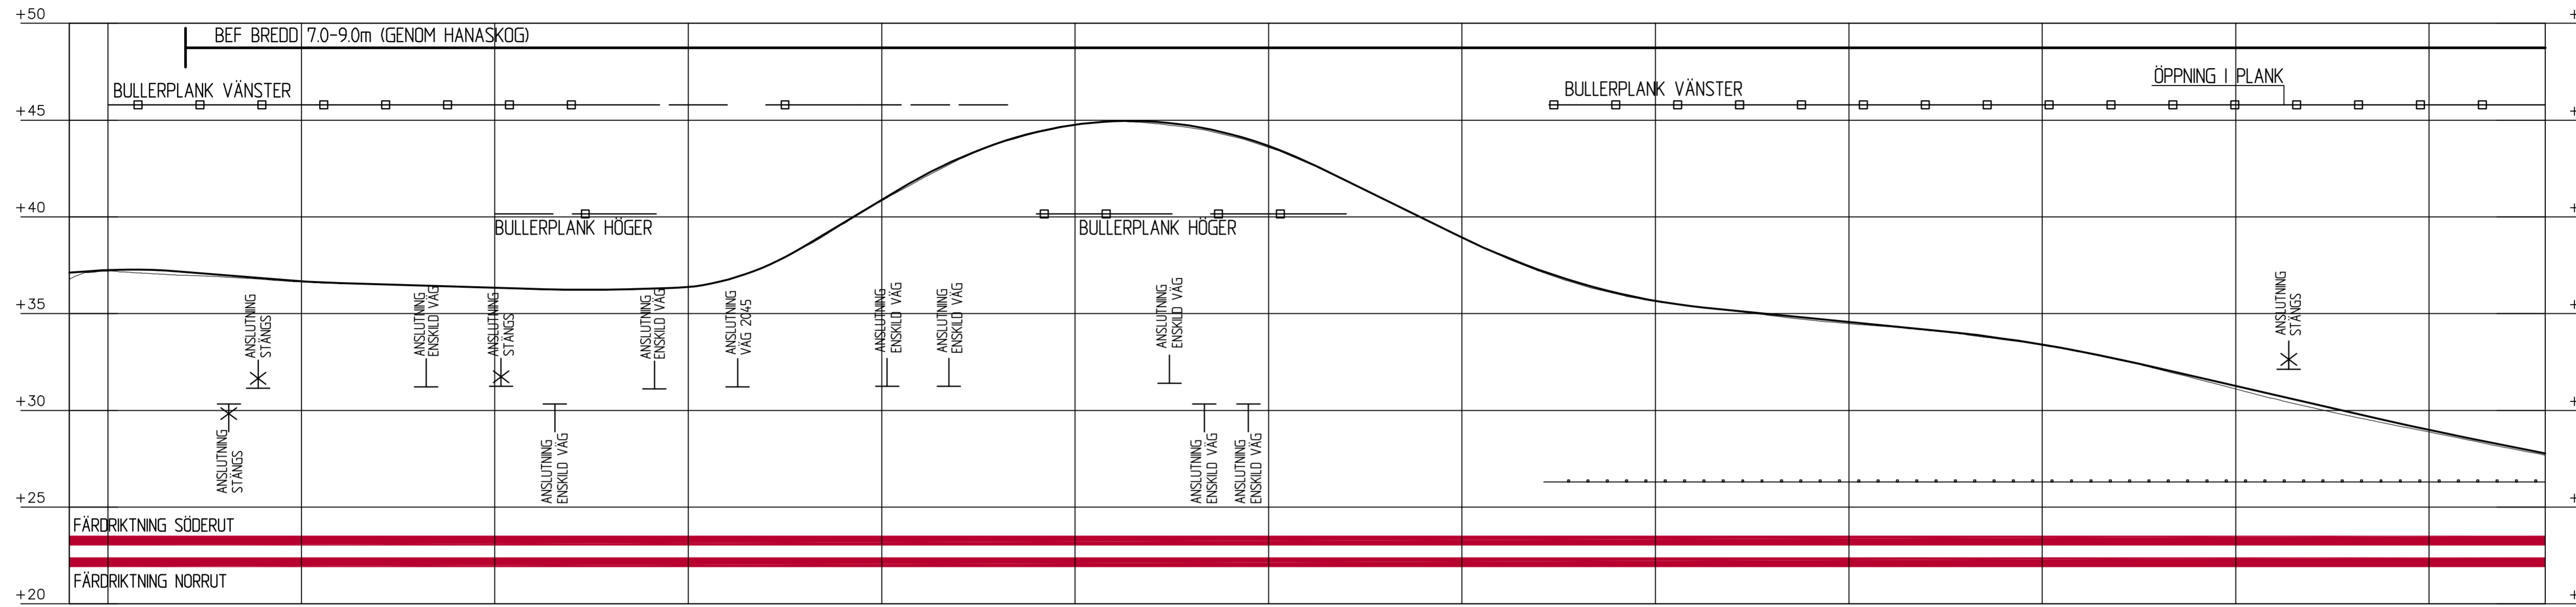 +50
BEF BREDD 7.0-9.0m (GENOM HANASKOG)
BULLERPLANK VÄNSTER
BULLERPLANK VÄNSTER
ÖPPNING I PLANK
+45
+40
BULLERPLANK HÖGER
BULLERPLANK HÖGER
+35
ANSLUTNING
STÄNGS
ANSLUTNING
ENSKILD VÄG
ANSLUTNING
STÄNGS
ANSLUTNING
ENSKILD VÄG
ANSLUTNING
VÄG 2045
ANSLUTNING
ENSKILD VÄG
ANSLUTNING
ENSKILD VÄG
ANSLUTNING
ENSKILD VÄG
ANSLUTNING
STÄNGS
+30
ANSLUTNING
STÄNGS
ANSLUTNING
ENSKILD VÄG
ANSLUTNING
ENSKILD VÄG
ANSLUTNING
ENSKILD VÄG
+25
FÄRDRIKTNING SÖDERUT
FÄRDRIKTNING NORRUT
+20